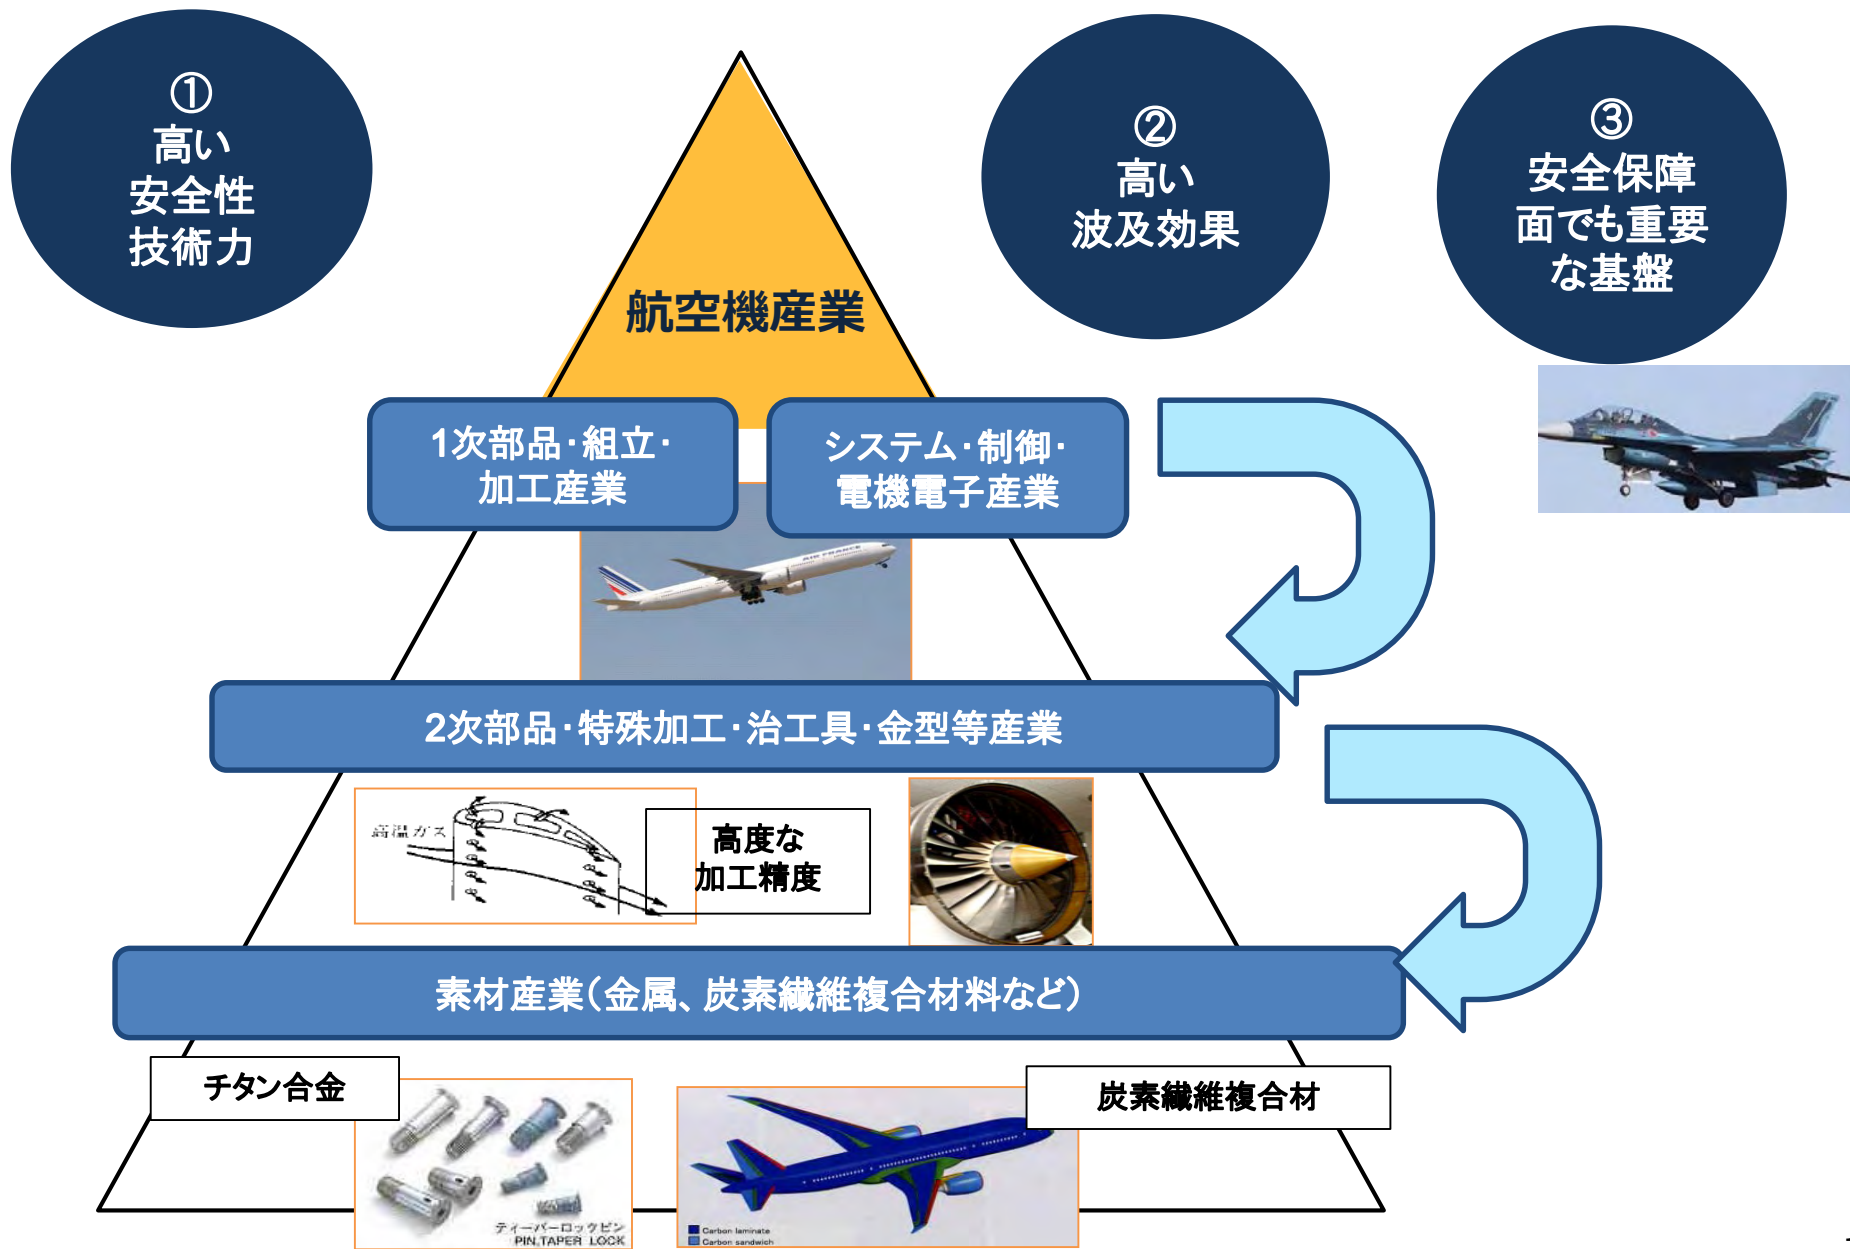 ①
高い
安全性
技術力
②
高い
波及効果
③
安全保障
面でも重要
な基盤
航空機産業
1次部品・組立・
加工産業
システム・制御・
電機電子産業
AIR FRANCE
2次部品・特殊加工・治工具・金型等産業
高温ガス
高度な
加工精度
素材産業（金属、炭素繊維複合材料など）
チタン合金
炭素繊維複合材
ティーパーロックピン
PIN,TAPER LOCK
Carbon laminate
Carbon sandwich